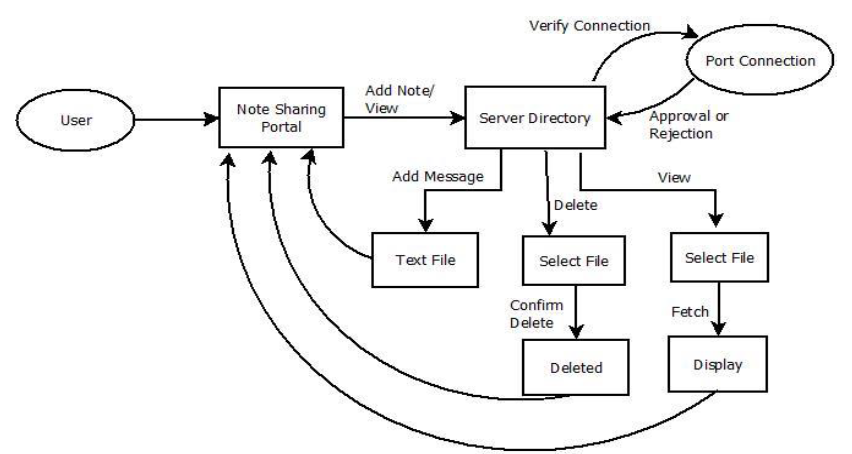 Verify Connection
Port Connection
User
Note Sharing
Portal
Add Note/
View
Server Directory
Approval or
Rejection
Add Message
Delete
View
Text File
Select File
Select File
Confirm
Delete
Fetch
Deleted
Display